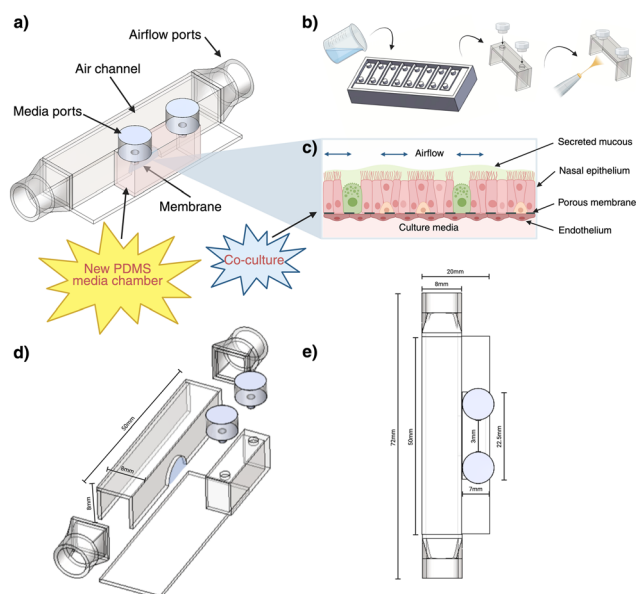 a)
Airflow ports
Air channel
Media ports
Membrane
New PDMS
media chamber
b)
c)
Airflow
Secreted mucous
Nasal epithelium
Porous membrane
Endothelium
Culture media
Co-culture
d)
50mm
8mm
8mm
e)
20mm
8mm
72mm
50mm
3mm
22.5mm
7mm